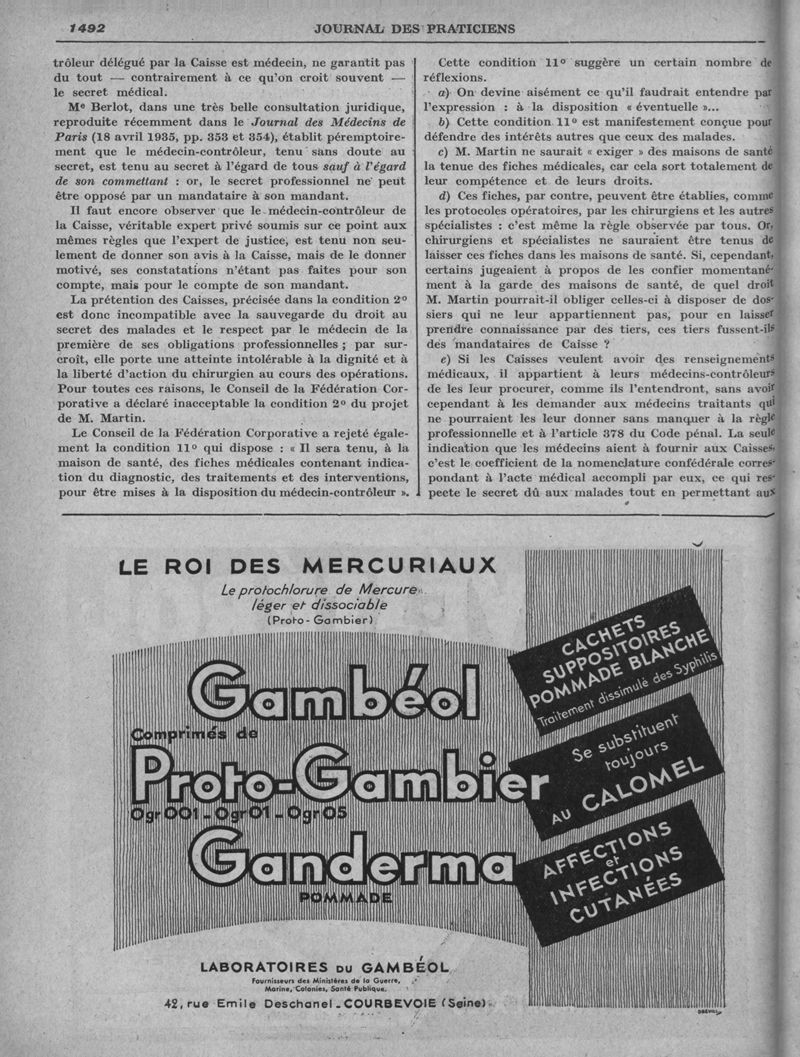 1492
JOURNAL DES PRATICIENS
trôleur délégué par la Caisse est médecin, ne garantit pas
du tout — contrairement à ce qu'on croit souvent —
le secret médical.
Me Berlot, dans une très belle consultation juridique,
reproduite récemment dans le Journal des Médecins de
Paris (18 avril 1935, pp. 353 et 354), établit péremptoire-
ment que le médecin-contrôleur, tenu sans doute au
secret, est tenu au secret à l'égard de tous sauf à l'égard
de son commettant : or, le secret professionnel ne peut
être opposé par un mandataire à son mandant.
Il faut encore observer que le médecin-contrôleur de
la Caisse, véritable expert privé soumis sur ce point aux
mêmes règles que l'expert de justice, est tenu non seu-
lement de donner son avis à la Caisse, mais de le donner
motivé, ses constatations n'étant pas faites pour son
compte, mais pour le compte de son mandant.
La prétention des Caisses, précisée dans la condition 2º
est donc incompatible avec la sauvegarde du droit au
secret des malades et le respect par le médecin de la
première de ses obligations professionnelles ; par sur-
croît, elle porte une atteinte intolérable à la dignité et à
la liberté d'action du chirurgien au cours des opérations.
Pour toutes ces raisons, le Conseil de la Fédération Cor-
porative a déclaré inacceptable la condition 2º du projet
de M. Martin.
Le Conseil de la Fédération Corporative a rejeté égale-
ment la condition 11º qui dispose : « Il sera tenu, à la
maison de santé, des fiches médicales contenant indica-
tion du diagnostic, des traitements et des interventions,
pour être mises à la disposition du médecin-contrôleur ».
Cette condition 11º suggère un certain nombre de
réflexions.
a) On devine aisément ce qu'il faudrait entendre par
l'expression : à la disposition « éventuelle »...
b) Cette condition 11º est manifestement conçue pour
défendre des intérêts autres que ceux des malades.
c) M. Martin ne saurait « exiger » des maisons de santé
la tenue des fiches médicales, car cela sort totalement de
leur compétence et de leurs droits.
d) Ces fiches, par contre, peuvent être établies, comme
les protocoles opératoires, par les chirurgiens et les autres
spécialistes : c'est même la règle observée par tous. Or,
chirurgiens et spécialistes ne sauraient être tenus de
laisser ces fiches dans les maisons de santé. Si, cependant,
certains jugeaient à propos de les confier momentané-
ment à la garde des maisons de santé, de quel droit
M. Martin pourrait-il obliger celles-ci à disposer de dos-
siers qui ne leur appartiennent pas, pour en laisser
prendre connaissance par des tiers, ces tiers fussent-ils
des mandataires de Caisse ?
e) Si les Caisses veulent avoir des renseignements
médicaux, il appartient à leurs médecins-contrôleurs
de les leur procurer, comme ils l'entendront, sans avoir
cependant à les demander aux médecins traitants qui
ne pourraient les leur donner sans manquer à la règle
professionnelle et à l'article 378 du Code pénal. La seule
indication que les médecins aient à fournir aux Caisses,
c'est le coefficient de la nomenclature confédérale corres-
pondant à l'acte médical accompli par eux, ce qui res-
pecte le secret dû aux malades tout en permettant aux
LE ROI DES MERCURIAUX
Le protochlorure de Mercure
léger et dissociable
(Proto-Gambier)
Gambéol
Comprimés de
Proto-Gambier
0gr001 - 0gr01 - 0gr05
Ganderma
POMMADE
CACHETS
SUPPOSITOIRES
POMMADE BLANCHE
Traitement dissimulé des Syphilis
Se substituent
toujours
AU CALOMEL
AFFECTIONS
et
INFECTIONS
CUTANÉES
LABORATOIRES DU GAMBÉOL
Fournisseurs des Ministères de la Guerre,
Marine, Colonies, Santé Publique.
42, rue Emile Deschanel - COURBEVOIE (Seine)